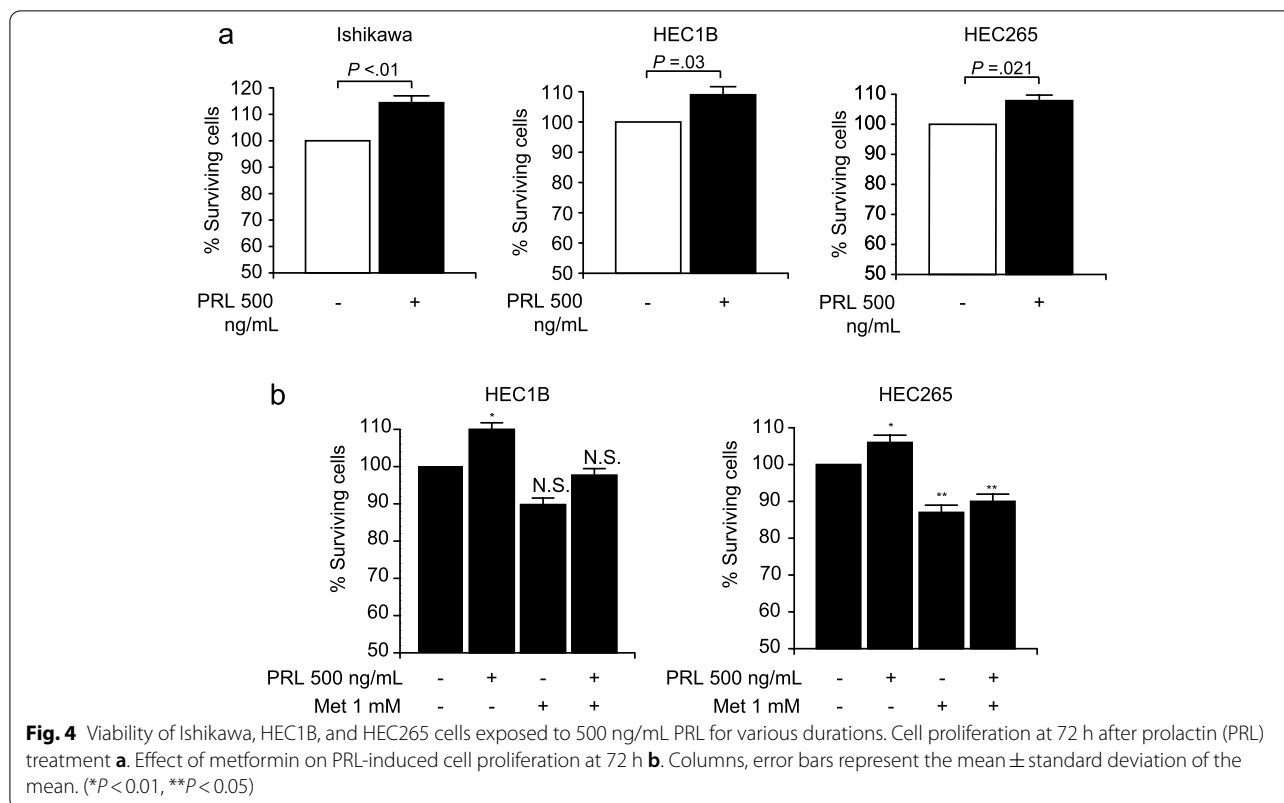 a
Ishikawa
HEC1B
HEC265
P <.01
P =.03
P =.021
% Surviving cells
120
110
100
90
80
70
60
50
% Surviving cells
110
100
90
80
70
60
50
% Surviving cells
110
100
90
80
70
60
50
PRL 500 ng/mL
- +
PRL 500 ng/mL
- +
PRL 500 ng/mL
- +
b
HEC1B
HEC265
% Surviving cells
110
100
90
80
70
60
50
*
N.S.
N.S.
% Surviving cells
110
100
90
80
70
60
50
*
**
**
PRL 500 ng/mL - + - +
Met 1 mM - - + +
PRL 500 ng/mL - + - +
Met 1 mM - - + +
Fig. 4 Viability of Ishikawa, HEC1B, and HEC265 cells exposed to 500 ng/mL PRL for various durations. Cell proliferation at 72 h after prolactin (PRL)
treatment a. Effect of metformin on PRL-induced cell proliferation at 72 h b. Columns, error bars represent the mean ± standard deviation of the
mean. (*P < 0.01, **P < 0.05)